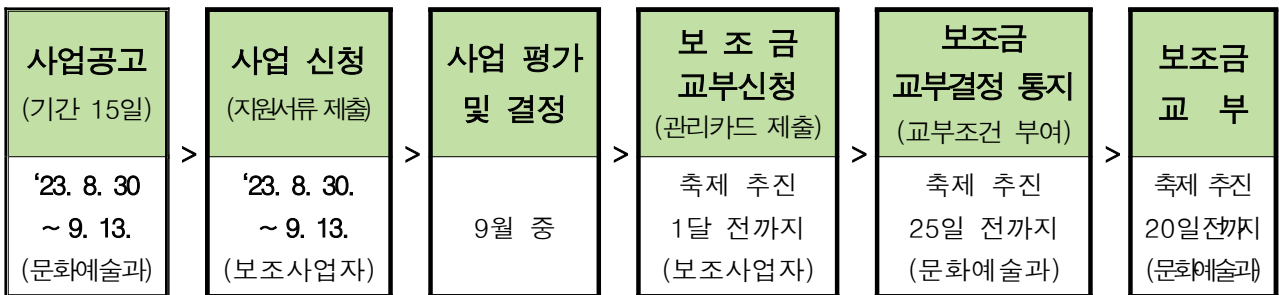 사업공고
(기간 15일)
‘23. 8. 30
~ 9. 13.
(문화예술과)
>
사업 신청
(지원서류 제출)
‘23. 8. 30.
~ 9. 13.
(보조사업자)
>
사업 평가
및 결정
9월 중
>
보 조 금
교부신청
(관리카드 제출)
축제 추진
1달 전까지
(보조사업자)
>
보조금
교부결정 통지
(교부조건 부여)
축제 추진
25일 전까지
(문화예술과)
>
보조금
교 부
축제 추진
20일전까지
(문화예술과)